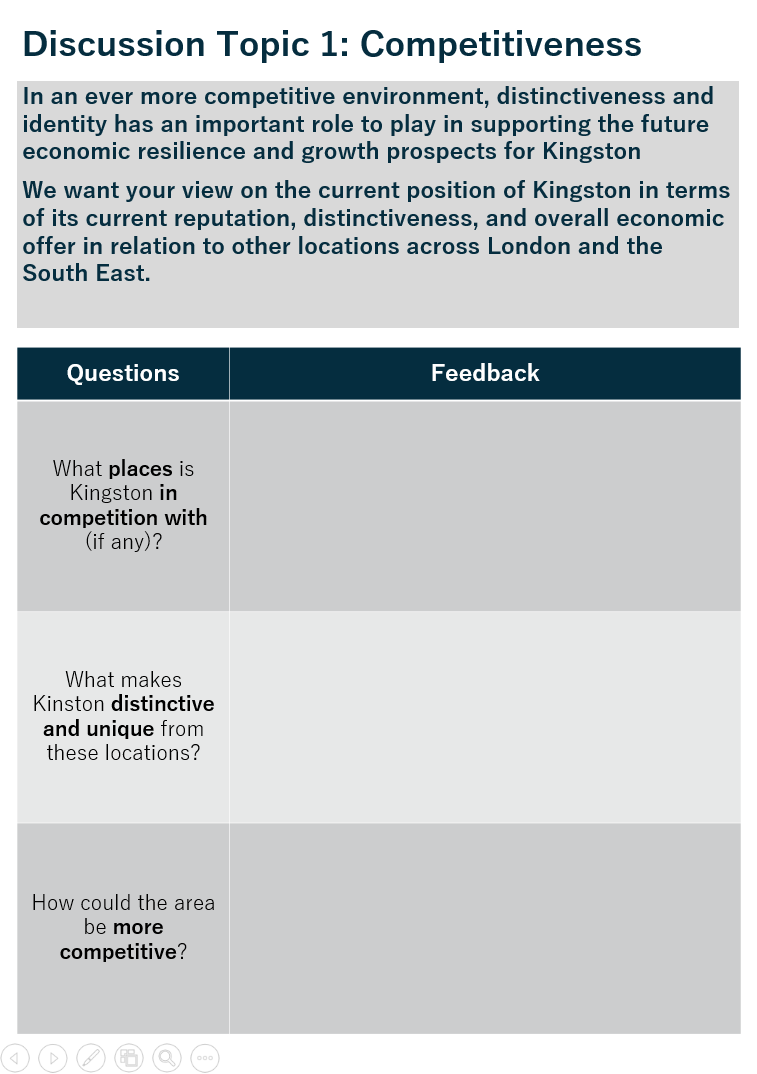 Discussion Topic 1: Competitiveness
In an ever more competitive environment, distinctiveness and
identity has an important role to play in supporting the future
economic resilience and growth prospects for Kingston
We want your view on the current position of Kingston in terms
of its current reputation, distinctiveness, and overall economic
offer in relation to other locations across London and the
South East.
Questions
Feedback
What places is
Kingston in
competition with
(if any)?
What makes
Kinston distinctive
and unique from
these locations?
How could the area
be more
competitive?